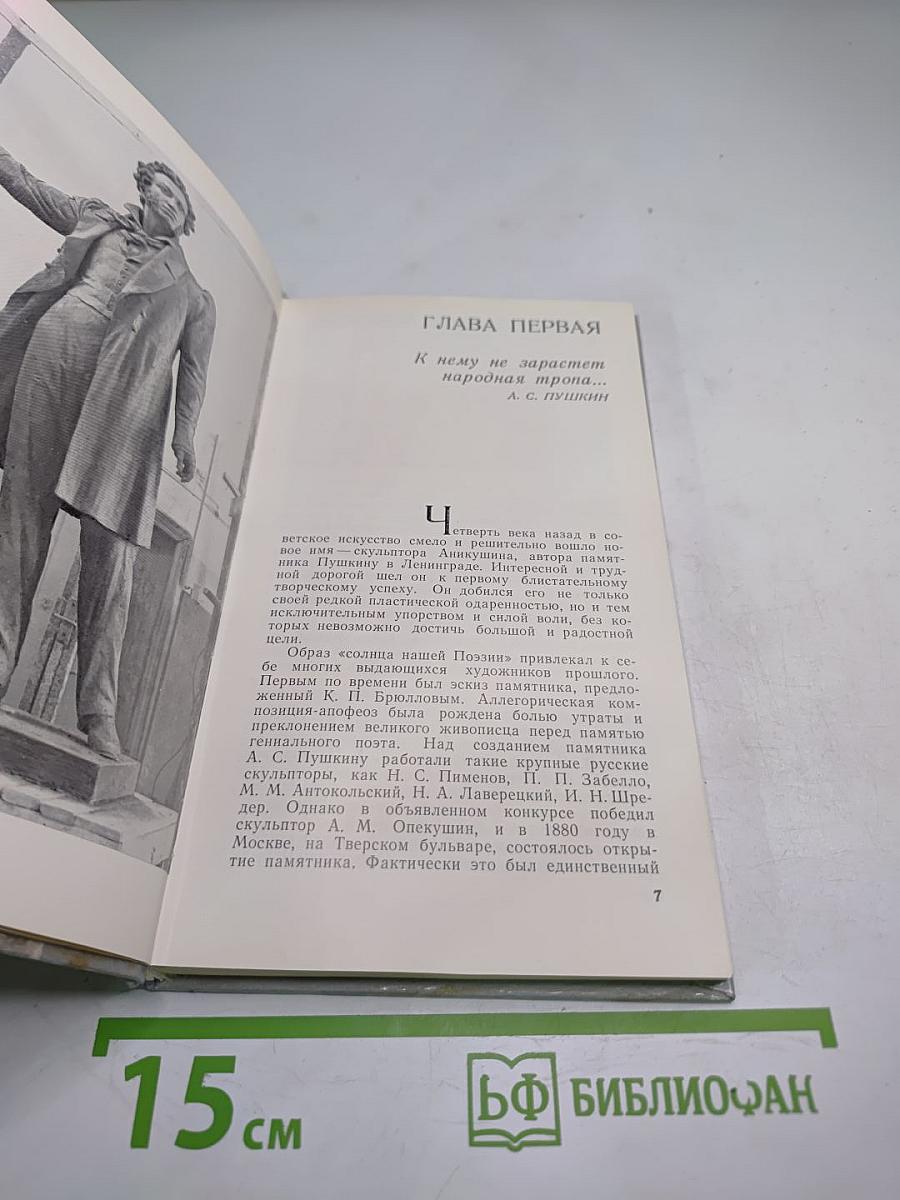 ГЛАВА ПЕРВАЯ
К нему не зарастет
народная тропа...
А. С. ПУШКИН
Четверть века назад в со-
ветское искусство смело и решительно вошло но-
вое имя — скульптора Аникушина, автора памят-
ника Пушкину в Ленинграде. Интересной и труд-
ной дорогой шел он к первому блистательному
творческому успеху. Он добился его не только
своей редкой пластической одаренностью, но и тем
исключительным упорством и силой воли, без ко-
торых невозможно достичь большой и радостной
цели.
Образ «солнца нашей Поэзии» привлекал к се-
бе многих выдающихся художников прошлого.
Первым по времени был эскиз памятника, предло-
женный К. П. Брюлловым. Аллегорическая ком-
позиция-апофеоз была рождена болью утраты и
преклонением великого живописца перед памятью
гениального поэта. Над созданием памятника
А. С. Пушкину работали такие крупные русские
скульпторы, как Н. С. Пименов, П. П. Забелло,
М. М. Антокольский, Н. А. Лаверецкий, И. Н. Шре-
дер. Однако в объявленном конкурсе победил
скульптор А. М. Опекушин, и в 1880 году в
Москве, на Тверском бульваре, состоялось откры-
тие памятника. Фактически это был единственный
7
15 см
БФ БИБЛИОФАН